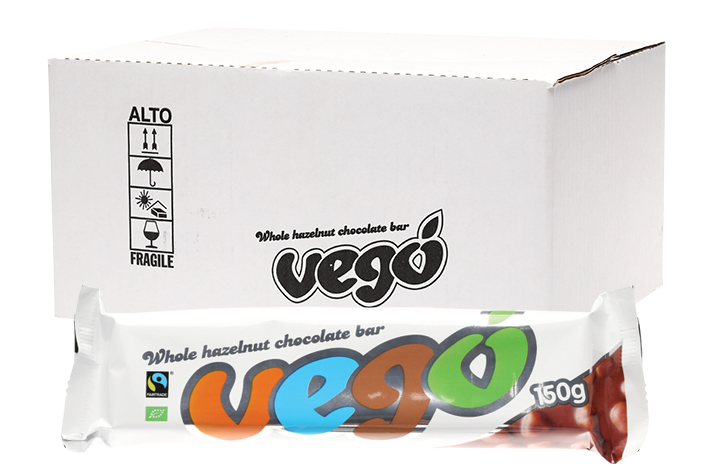 ALTO
FRAGILE
Whole hazelnut chocolate bar
vego
Whole hazelnut chocolate bar
vego
FAIRTRADE
150g